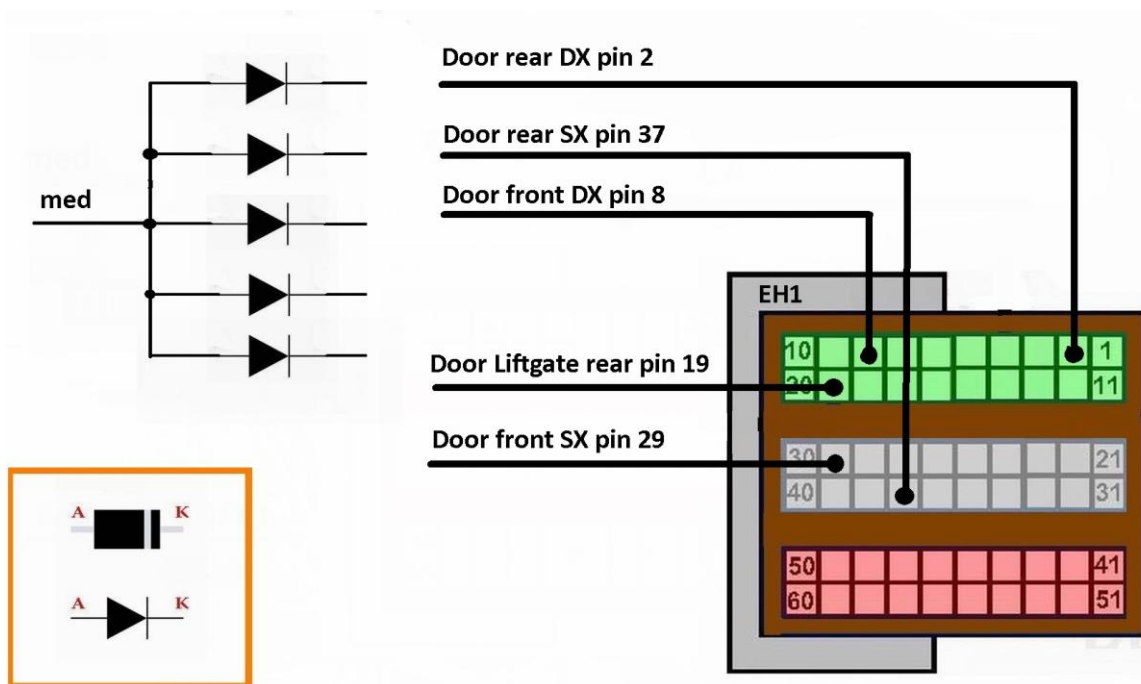 Door rear DX pin 2
Door rear SX pin 37
med
Door front DX pin 8
EH1
10 1
Door Liftgate rear pin 19
20 11
Door front SX pin 29
30 21
40 31
A K
50 41
A K
60 51